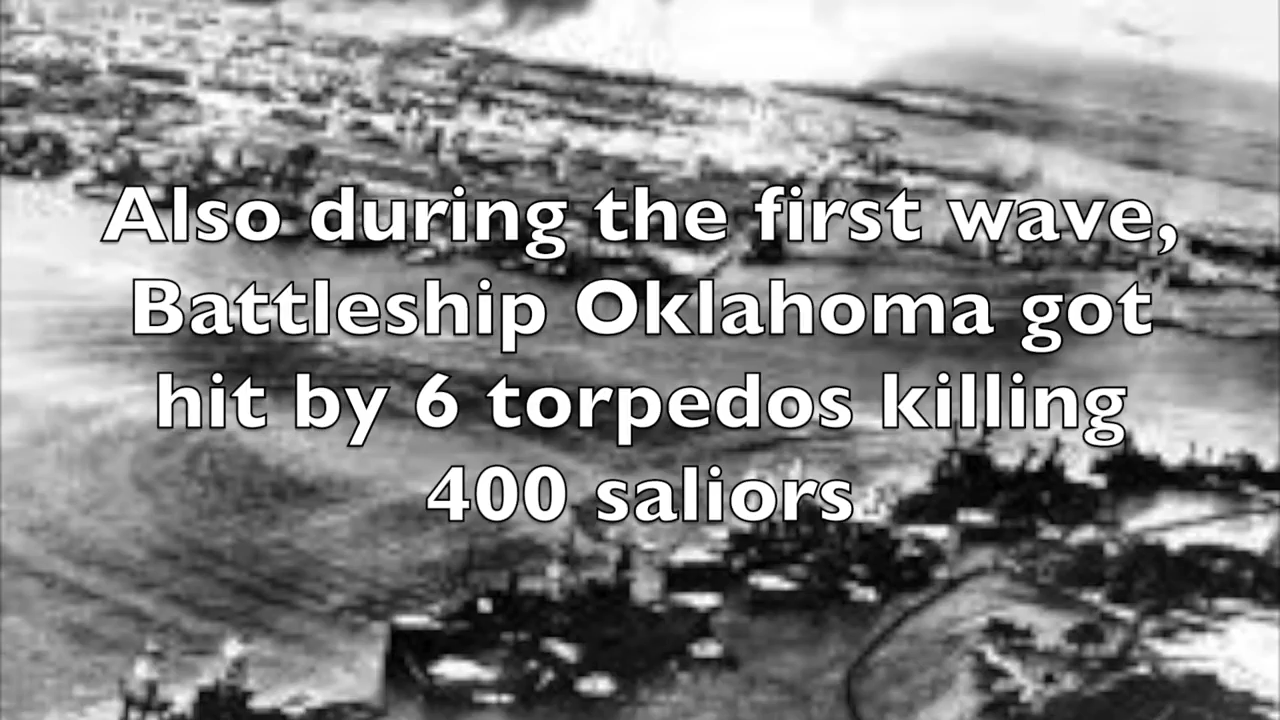 Also during the first wave,
Battleship Oklahoma got
hit by 6 torpedos killing
400 saliors